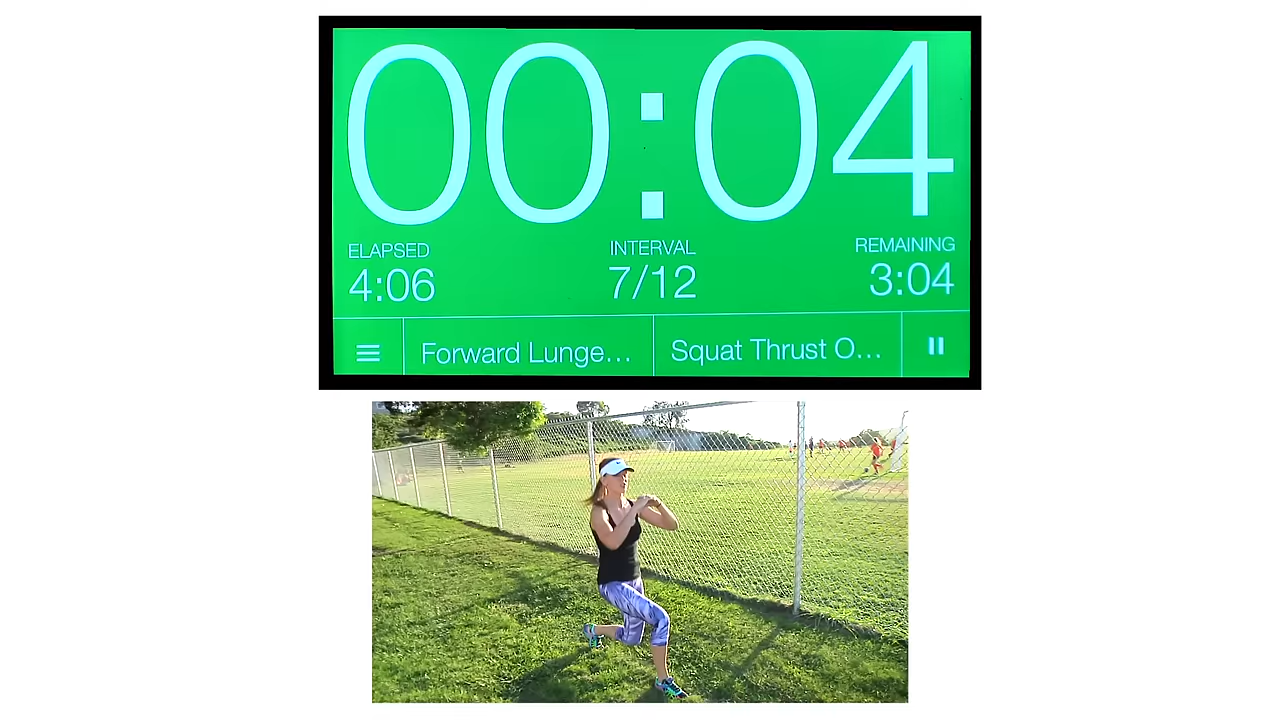 00:04
ELAPSED INTERVAL REMAINING
4:06 7/12 3:04
Forward Lunge... Squat Thrust O...